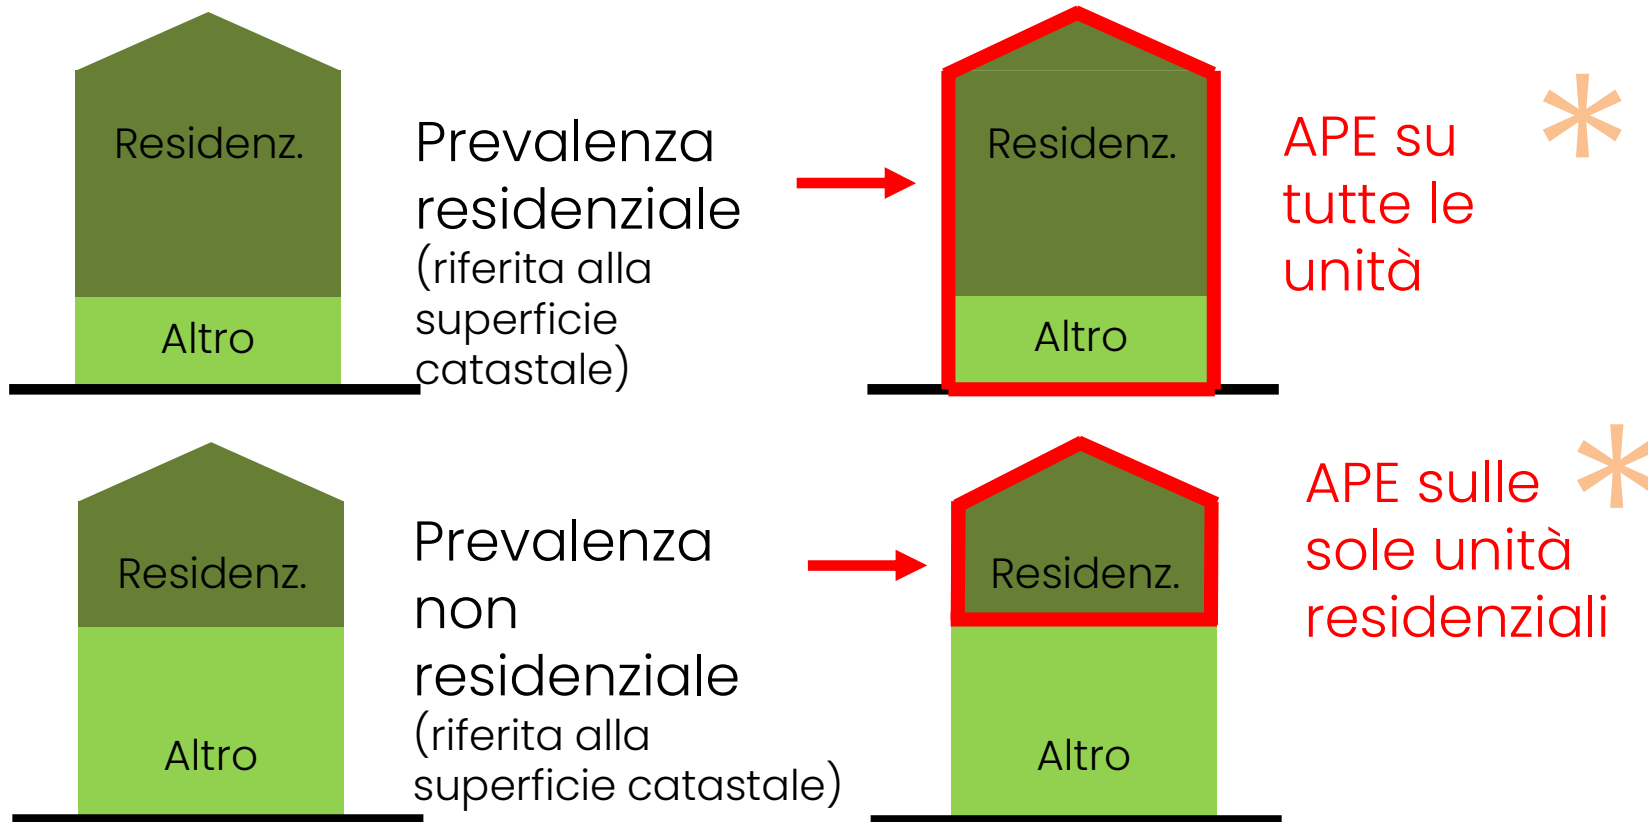 Residenz.
Altro
Prevalenza
residenziale
(riferita alla
superficie
catastale)
Residenz.
Altro
APE su
tutte le
unità
*
Residenz.
Altro
Prevalenza
non
residenziale
(riferita alla
superficie catastale)
Residenz.
Altro
APE sulle
sole unità
residenziali
*